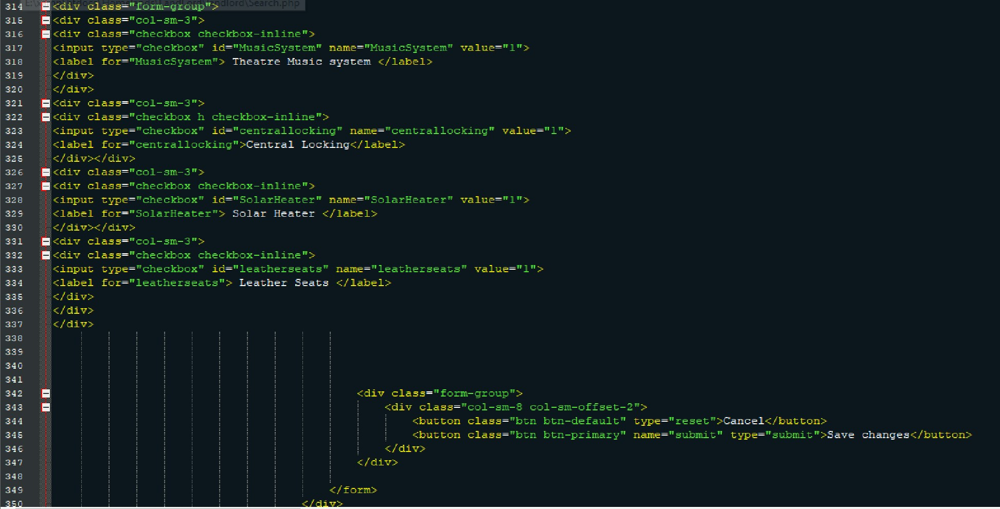 314 <div class="form-group">
315 <div class="col-sm-3">
316 <div class="checkbox checkbox-inline">
317 <input type="checkbox" id="MusicSystem" name="MusicSystem" value="1">
318 <label for="MusicSystem"> Theatre Music system </label>
319 </div>
320 </div>
321 <div class="col-sm-3">
322 <div class="checkbox h checkbox-inline">
323 <input type="checkbox" id="centrallocking" name="centrallocking" value="1">
324 <label for="centrallocking">Central Locking</label>
325 </div></div>
326 <div class="col-sm-3">
327 <div class="checkbox checkbox-inline">
328 <input type="checkbox" id="SolarHeater" name="SolarHeater" value="1">
329 <label for="SolarHeater"> Solar Heater </label>
330 </div></div>
331 <div class="col-sm-3">
332 <div class="checkbox checkbox-inline">
333 <input type="checkbox" id="leatherseats" name="leatherseats" value="1">
334 <label for="leatherseats"> Leather Seats </label>
335 </div>
336 </div>
337 </div>
338
339
340
341
342 <div class="form-group">
343 <div class="col-sm-8 col-sm-offset-2">
344 <button class="btn btn-default" type="reset">Cancel</button>
345 <button class="btn btn-primary" name="submit" type="submit">Save changes</button>
346 </div>
347 </div>
348
349 </form>
350 </div>